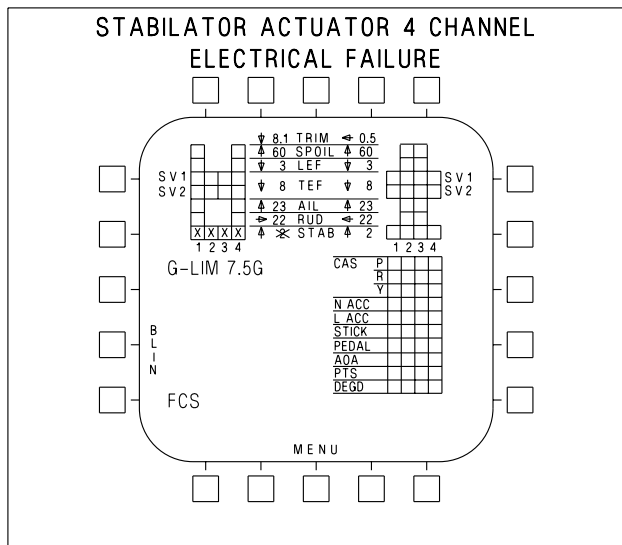 STABILATOR ACTUATOR 4 CHANNEL
ELECTRICAL FAILURE
8.1 TRIM 0.5
60 SPOIL 60
3 LEF 3
SV1 SV1
8 TEF 8
SV2 SV2
23 AIL 23
22 RUD 22
X X X X 2 STAB 2
1 2 3 4 1 2 3 4
G-LIM 7.5G
CAS P
R
Y
N ACC
L ACC
STICK
PEDAL
AOA
PTS
DEGD
BLIN
FCS
MENU